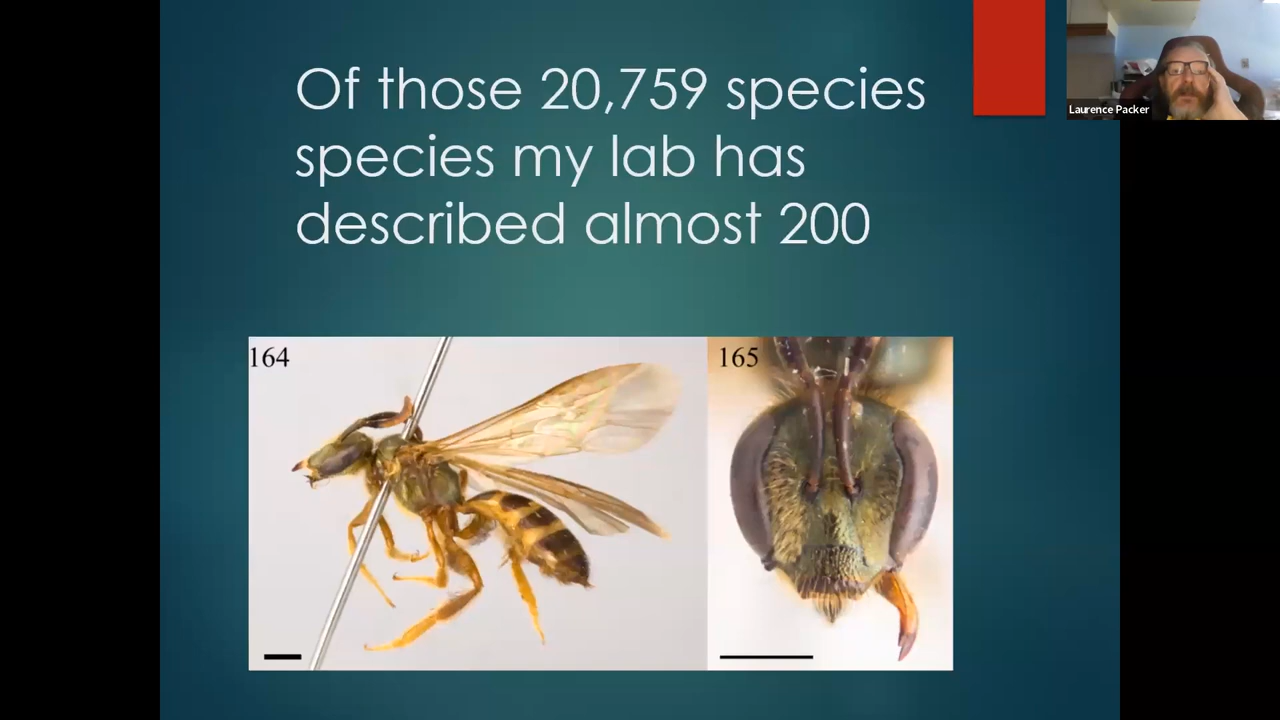 Of those 20,759 species
species my lab has
described almost 200
Laurence Packer
164
165